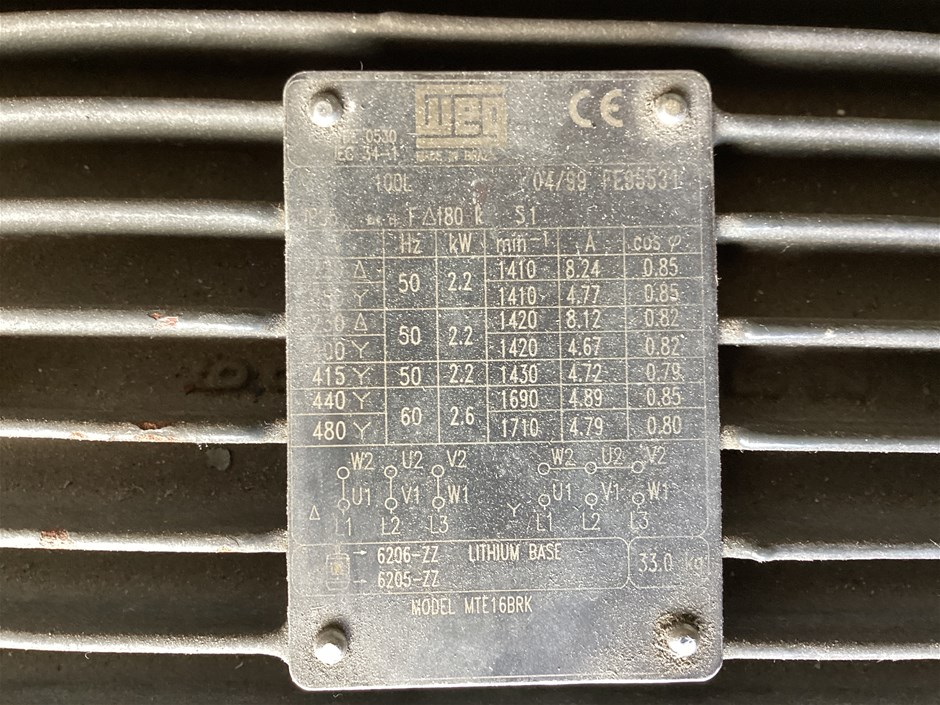 WEG CE
0530
IEC 34-1 MADE IN BRAZIL
100L 04/99 FE95531
F Δ180 k S1
Hz kW min⁻¹ A cos φ
Δ 50 2.2 1410 8.24 0.85
Y 1410 4.77 0.85
Δ 50 2.2 1420 8.12 0.82
Y 1420 4.67 0.82
415 Y 50 2.2 1430 4.72 0.79
440 Y 60 2.6 1690 4.89 0.85
480 Y 1710 4.79 0.80
W2 U2 V2 W2 U2 V2
U1 V1 W1 U1 V1 W1
Δ L1 L2 L3 Y L1 L2 L3
→ 6206-ZZ LITHIUM BASE 33.0 kg
→ 6205-ZZ
MODEL MTE16BRK